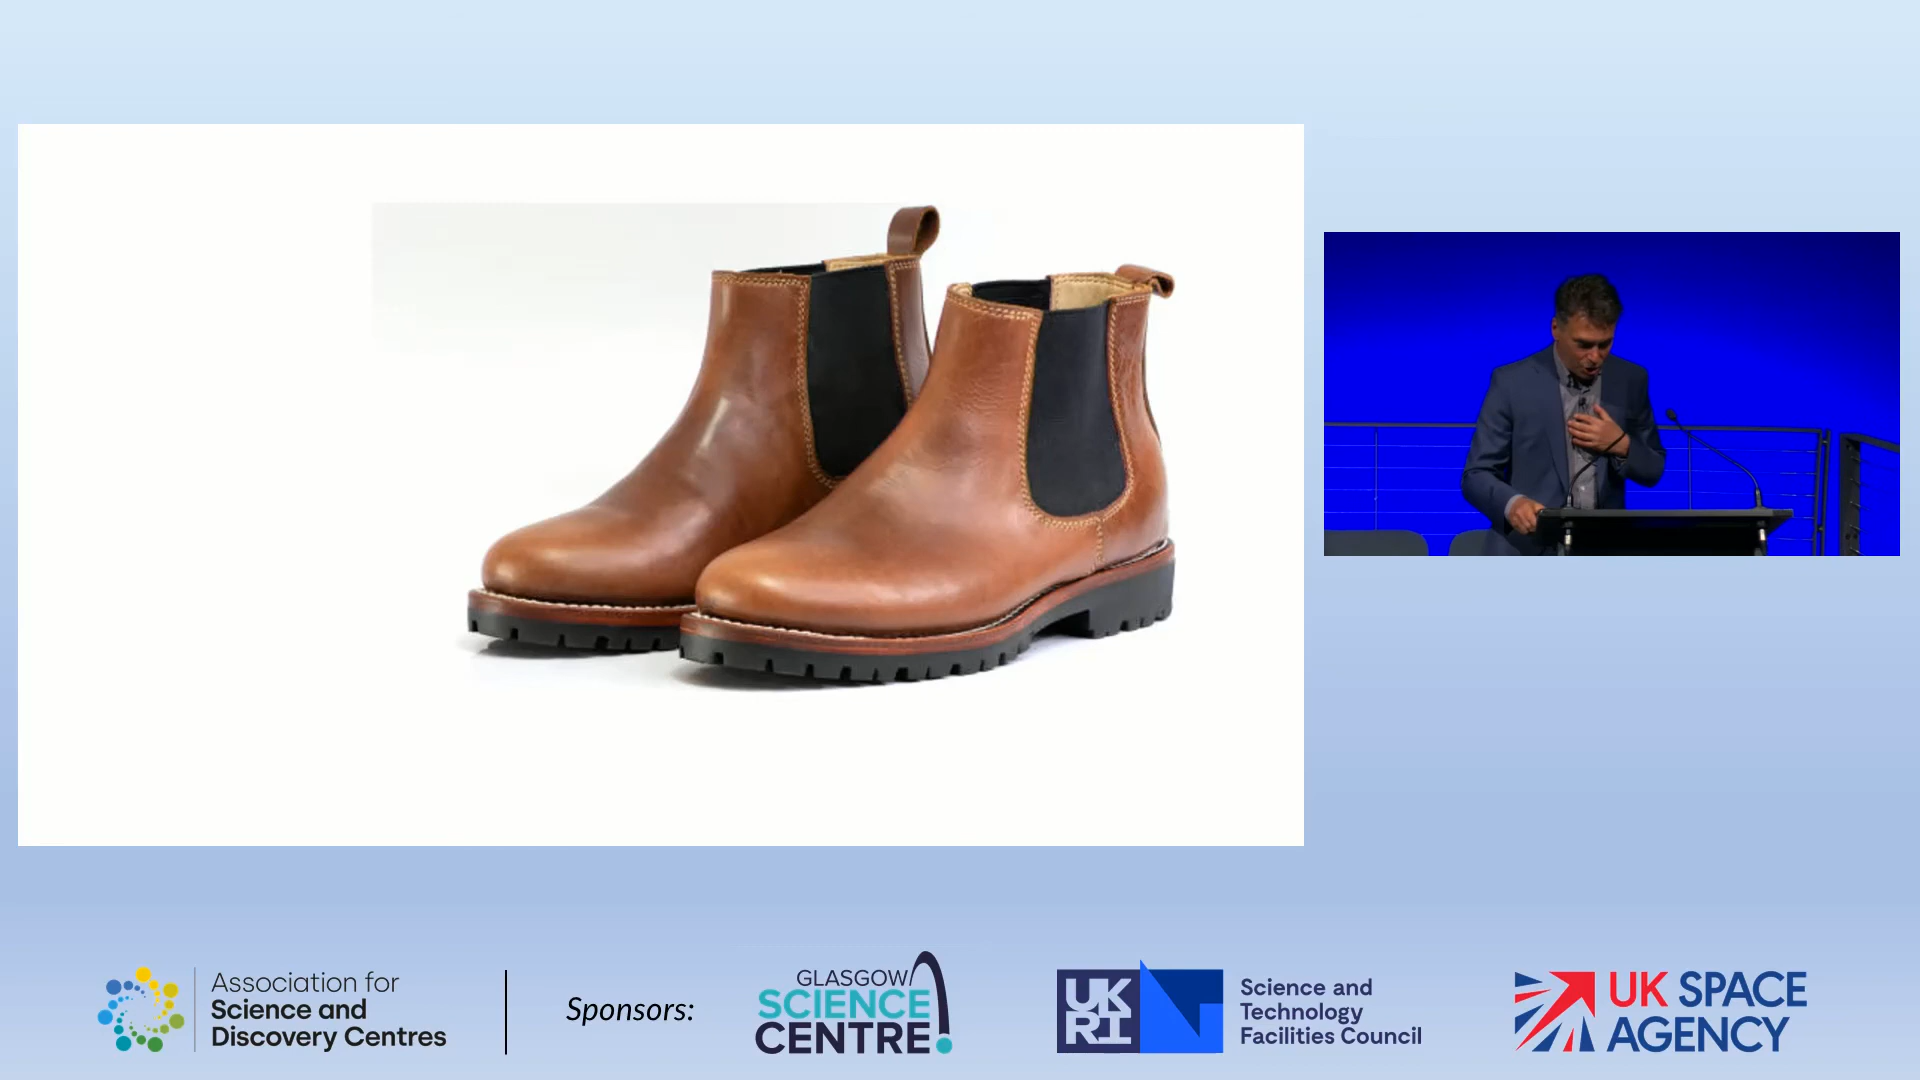 Association for
Science and
Discovery Centres
Sponsors:
GLASGOW
SCIENCE
CENTRE
UK
RI
Science and
Technology
Facilities Council
UK SPACE
AGENCY